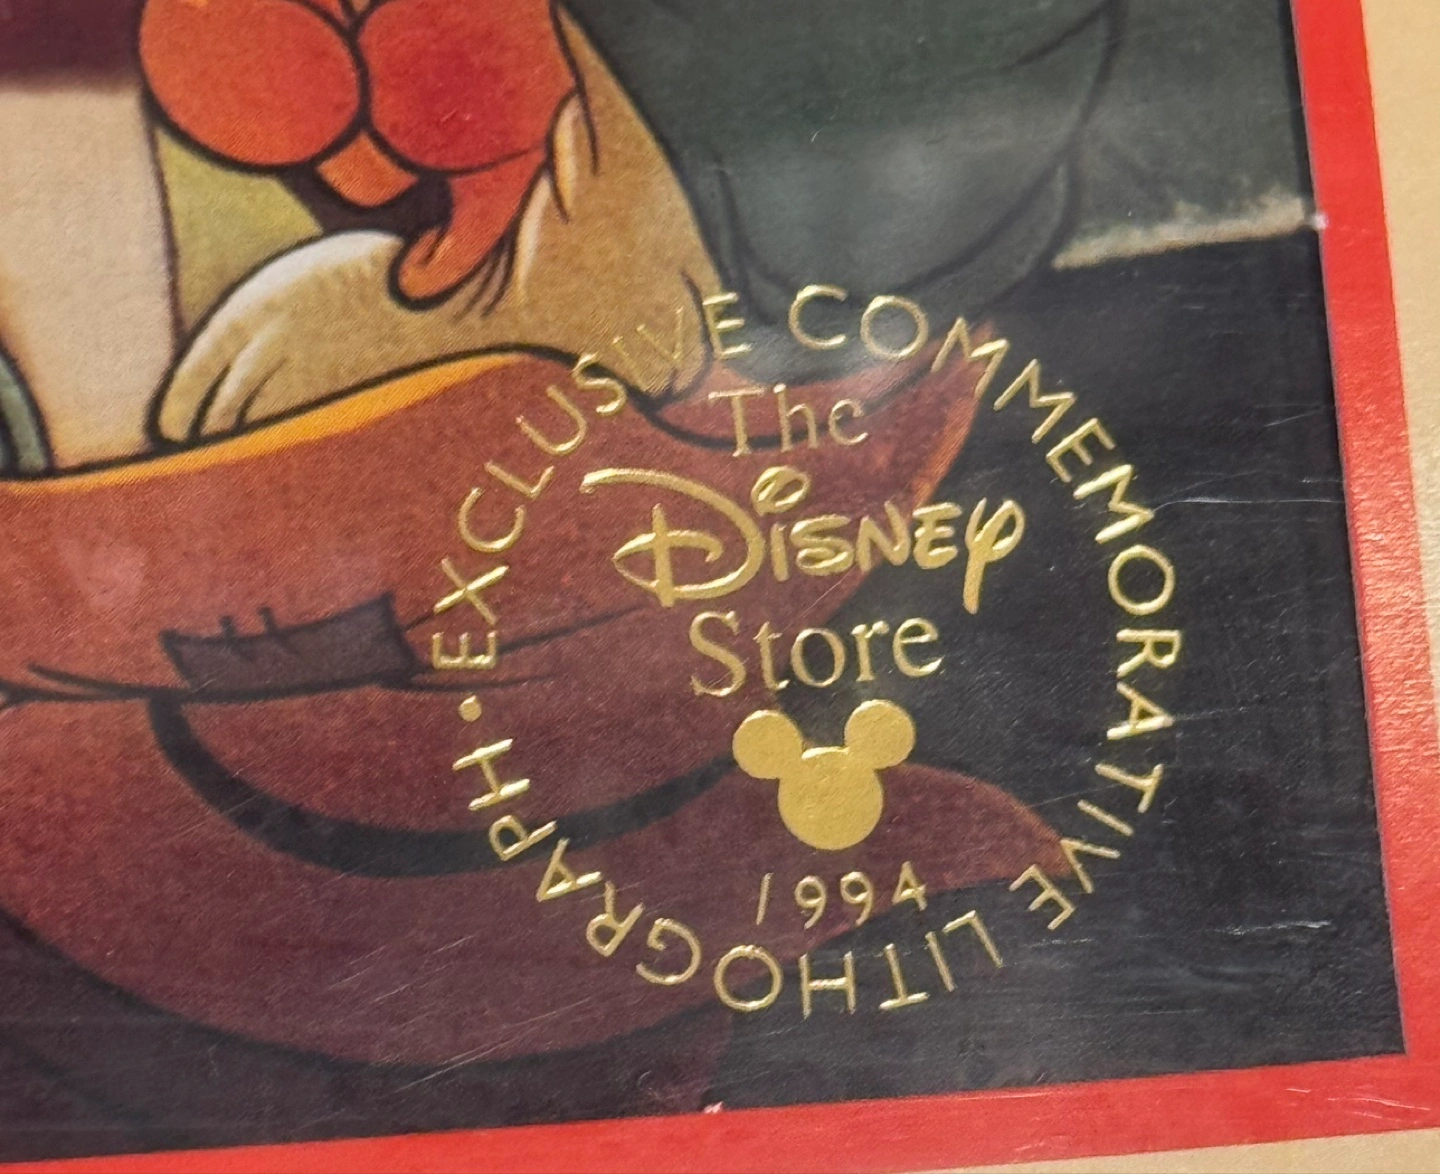 EXCLUSIVE COMMEMORATIVE LITHOGRAPH ·
The
Disney
Store
1994